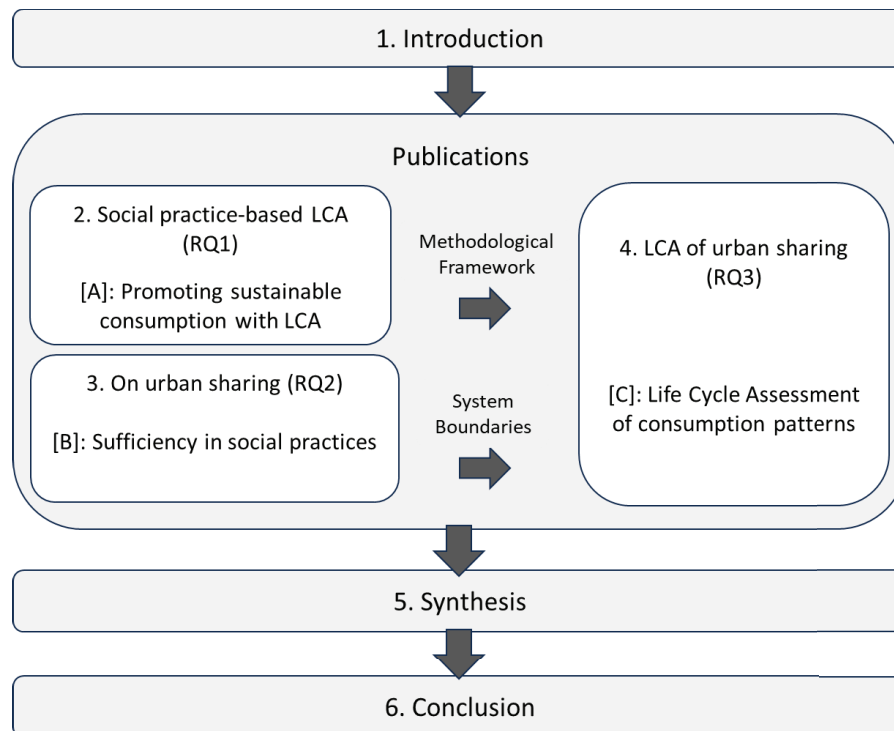 1. Introduction
Publications
2. Social practice-based LCA
(RQ1)
[A]: Promoting sustainable
consumption with LCA
Methodological
Framework
3. On urban sharing (RQ2)
[B]: Sufficiency in social practices
System
Boundaries
4. LCA of urban sharing
(RQ3)
[C]: Life Cycle Assessment
of consumption patterns
5. Synthesis
6. Conclusion